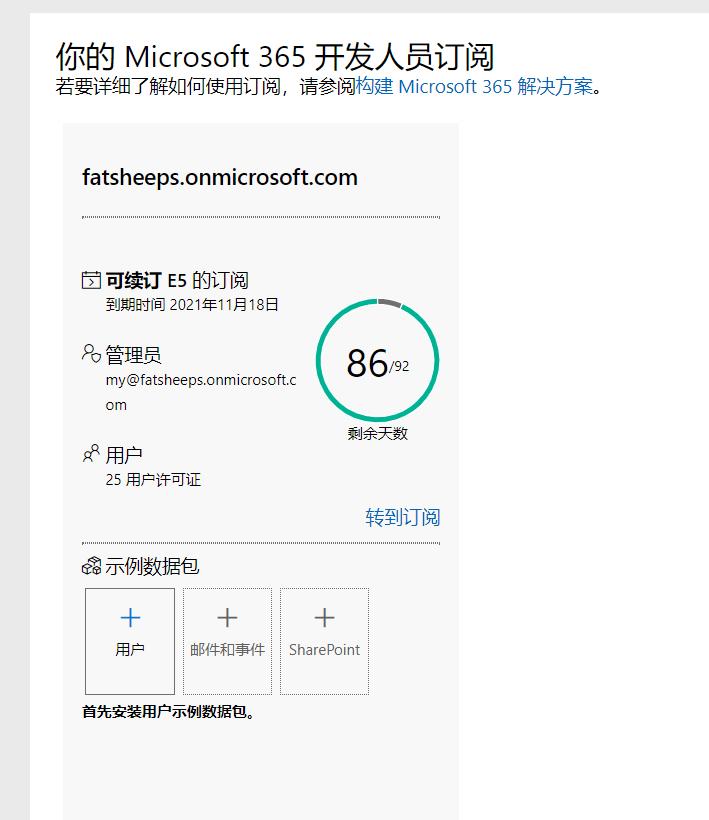 你的 Microsoft 365 开发人员订阅
若要详细了解如何使用订阅，请参阅构建 Microsoft 365 解决方案。
fatsheeps.onmicrosoft.com
可续订 E5 的订阅
到期时间 2021年11月18日
管理员
my@fatsheeps.onmicrosoft.c
om
86/92
剩余天数
用户
25 用户许可证
转到订阅
示例数据包
用户
邮件和事件
SharePoint
首先安装用户示例数据包。